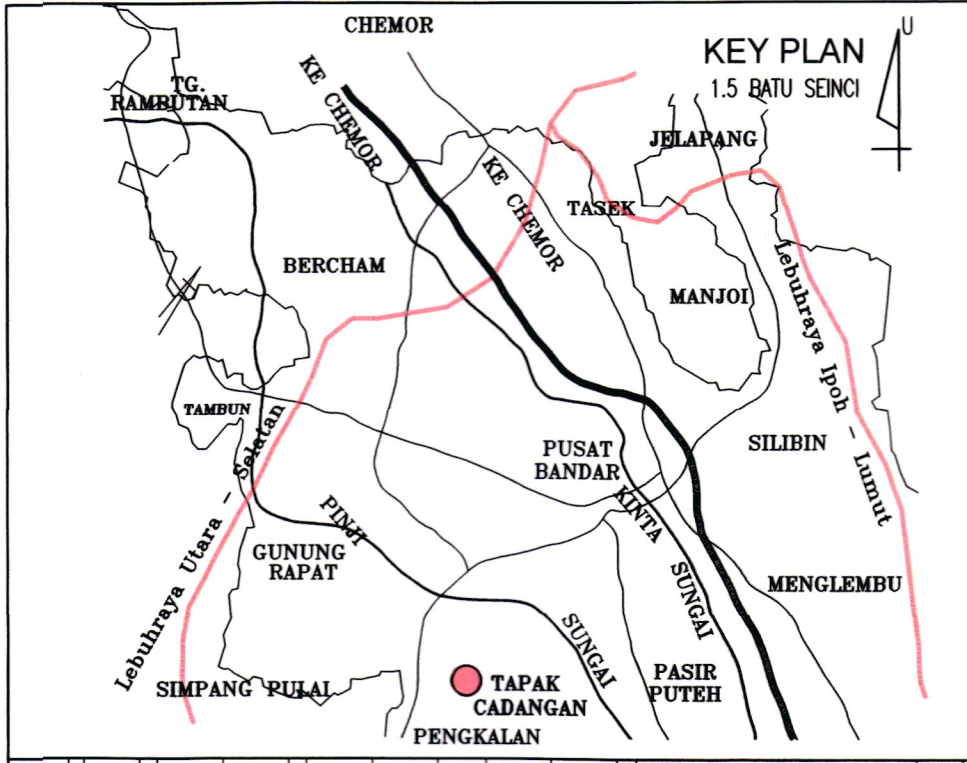 CHEMOR
U
KEY PLAN
1.5 BATU SEINCI
TG.
RAMBUTAN
KE CHEMOR
JELAPANG
KE CHEMOR
TASEK
BERCHAM
MANJOI
Lebuhraya Ipoh - Lumut
TAMBUN
Lebuhraya Utara - Selatan
PUSAT
BANDAR
SILIBIN
PINJI
KINTA
GUNUNG
RAPAT
SUNGAI
MENGLEMBU
SUNGAI
SIMPANG PULAI
TAPAK
CADANGAN
PASIR
PUTEH
PENGKALAN